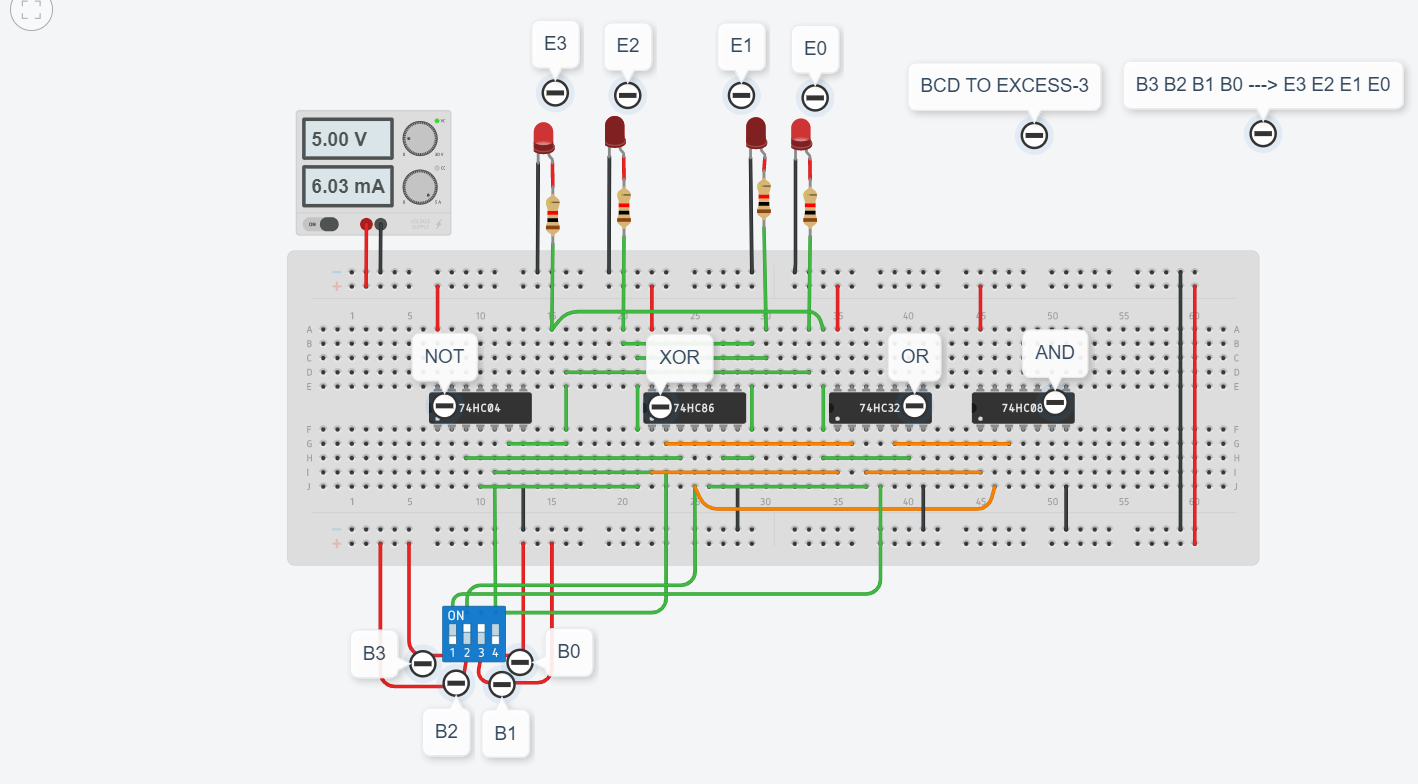 E3
E2
E1
E0
BCD TO EXCESS-3
B3 B2 B1 B0 ---> E3 E2 E1 E0
5.00 V
6.03 mA
ON
1 5 15 25 30 35 40 45 50 55 60
A A
B B
C C
D D
E E
NOT
XOR
OR
AND
74HC04
74HC86
74HC32
74HC08
F F
G G
H H
I I
J J
1 5 10 15 20 25 30 35 40 45 50 55 60
ON
1 2 3 4
B3
B0
B2
B1